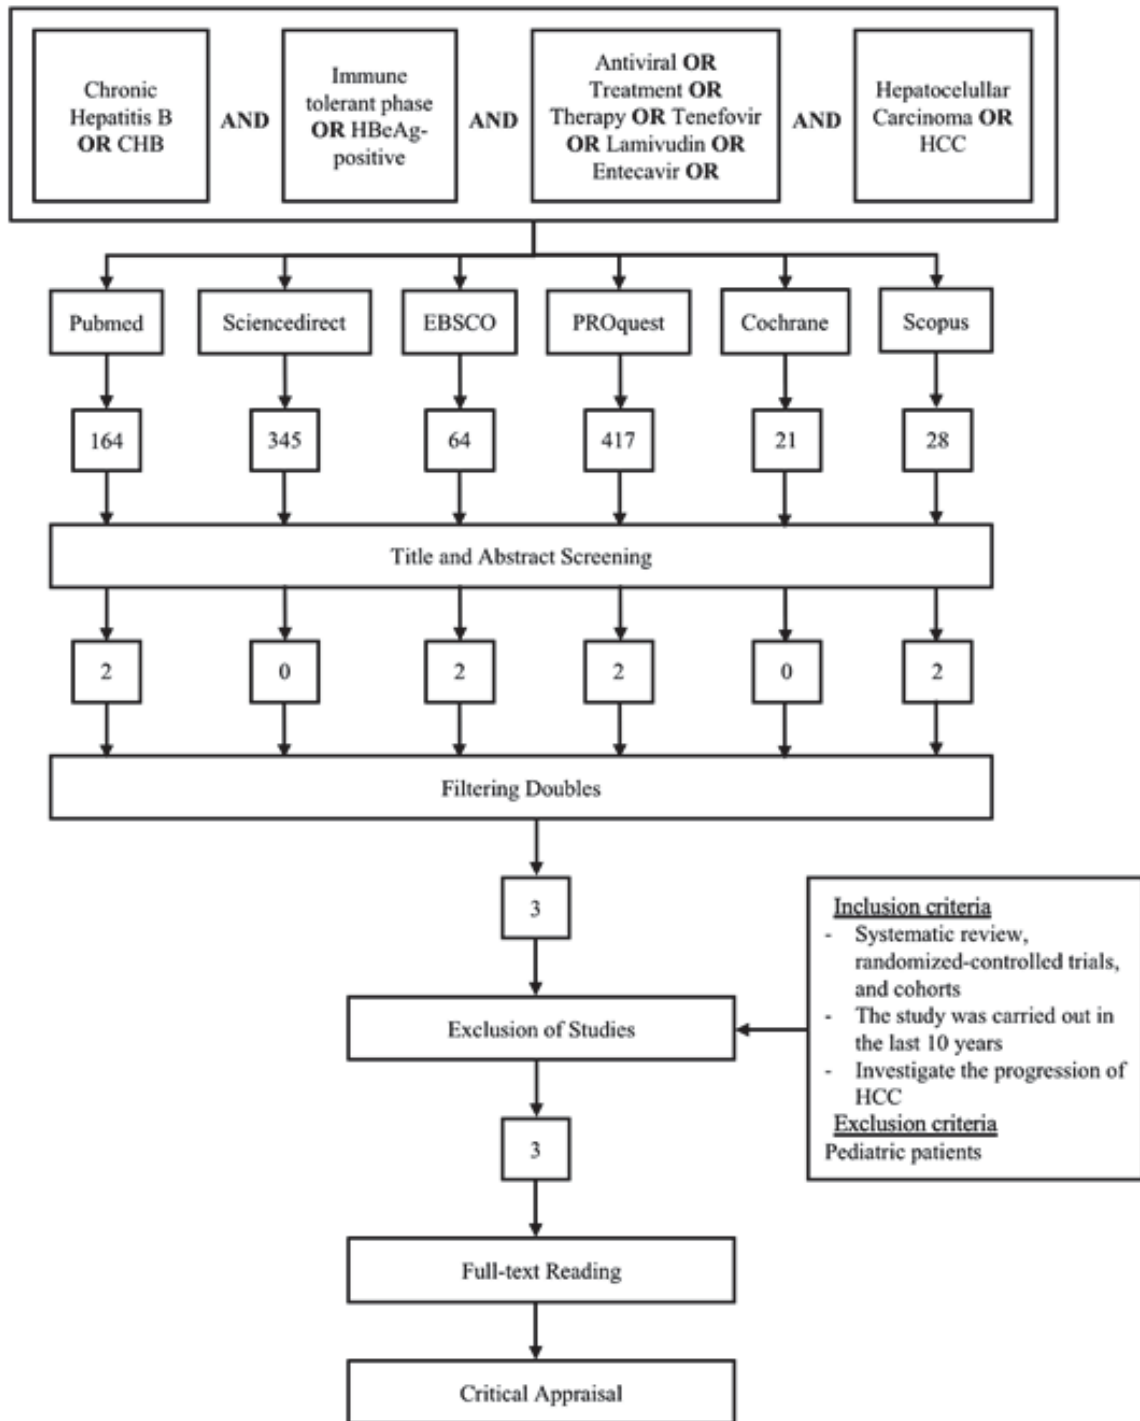 Chronic
Hepatitis B
OR CHB
AND
Immune
tolerant phase
OR HBeAg-
positive
AND
Antiviral OR
Treatment OR
Therapy OR Tenefovir
OR Lamivudin OR
Entecavir OR
AND
Hepatocelullar
Carcinoma OR
HCC
Pubmed
Sciencedirect
EBSCO
PROquest
Cochrane
Scopus
164
345
64
417
21
28
Title and Abstract Screening
2
0
2
2
0
2
Filtering Doubles
3
Inclusion criteria
- Systematic review,
randomized-controlled trials,
and cohorts
- The study was carried out in
the last 10 years
- Investigate the progression of
HCC
Exclusion criteria
Pediatric patients
Exclusion of Studies
3
Full-text Reading
Critical Appraisal